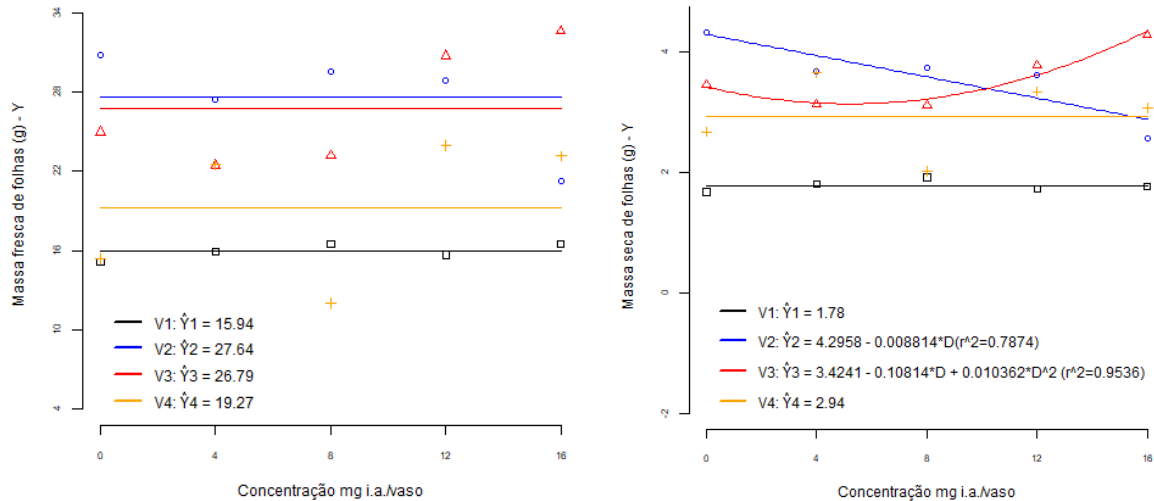 Massa fresca de folhas (g) - Y
34
28
22
16
10
4
V1: Ŷ1 = 15.94
V2: Ŷ2 = 27.64
V3: Ŷ3 = 26.79
V4: Ŷ4 = 19.27
0 4 8 12 16
Concentração mg i.a./vaso
Massa seca de folhas (g) - Y
4
2
0
-2
V1: Ŷ1 = 1.78
V2: Ŷ2 = 4.2958 - 0.008814*D(r^2=0.7874)
V3: Ŷ3 = 3.4241 - 0.10814*D + 0.010362*D^2 (r^2=0.9536)
V4: Ŷ4 = 2.94
0 4 8 12 16
Concentração mg i.a./vaso